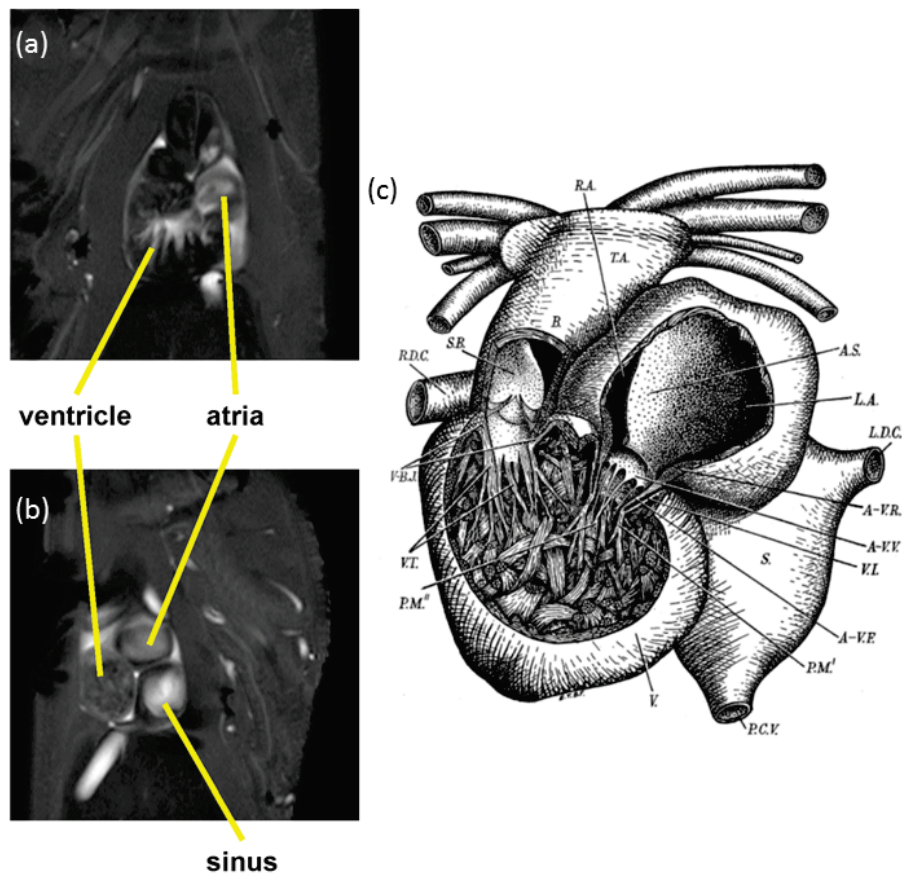 (a)
ventricle
atria
(b)
sinus
(c)
R.A.
T.A.
B.
S.B.
R.D.C.
A.S.
L.A.
L.D.C.
V-B.J.
A-V.R.
A-V.V.
V.I.
V.T.
S.
P.M."
A-V.F.
P.M.'
V.
P.C.V.